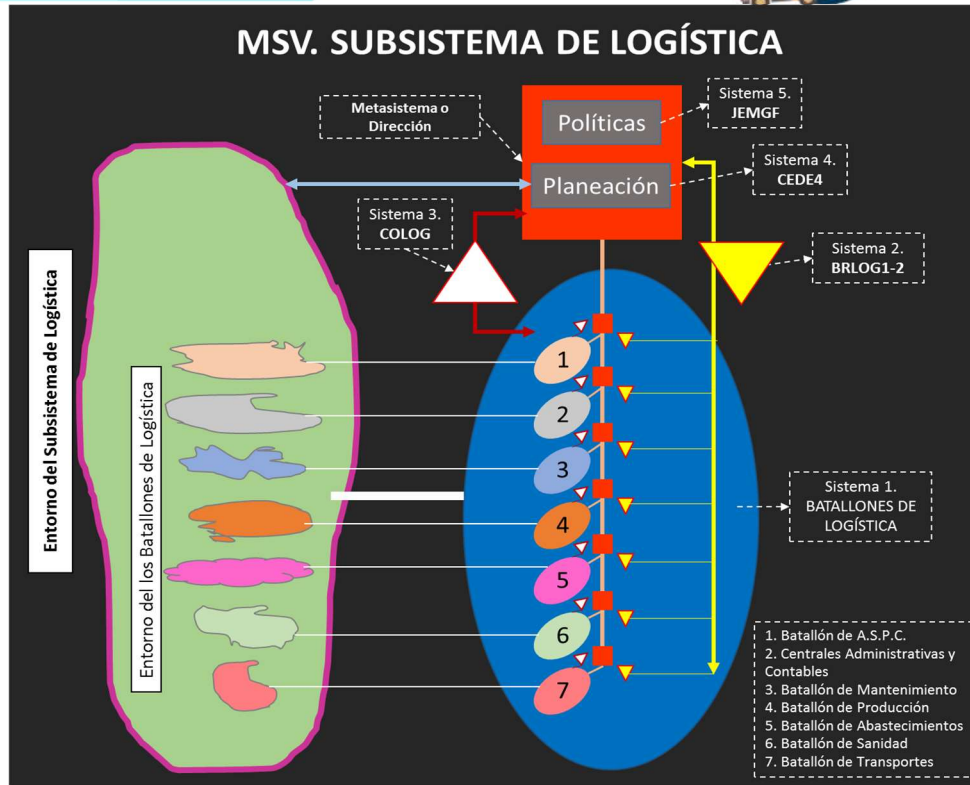 MSV. SUBSISTEMA DE LOGÍSTICA
Metasistema o
Dirección
Políticas
Planeación
Sistema 5.
JEMGF
Sistema 4.
CEDE4
Sistema 3.
COLOG
Sistema 2.
BRLOG1-2
Entorno del Subsistema de Logística
Entorno del los Batallones de Logística
1
2
3
4
5
6
7
Sistema 1.
BATALLONES DE
LOGÍSTICA
1. Batallón de A.S.P.C.
2. Centrales Administrativas y
Contables
3. Batallón de Mantenimiento
4. Batallón de Producción
5. Batallón de Abastecimientos
6. Batallón de Sanidad
7. Batallón de Transportes